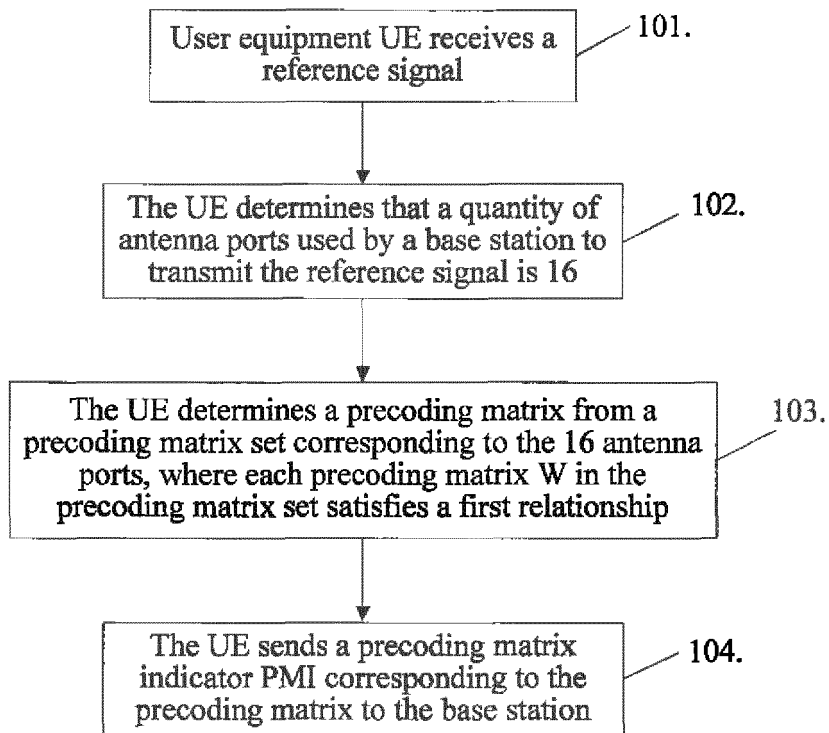 User equipment UE receives a
reference signal
101.
The UE determines that a quantity of
antenna ports used by a base station to
transmit the reference signal is 16
102.
The UE determines a precoding matrix from a
precoding matrix set corresponding to the 16 antenna
ports, where each precoding matrix W in the
precoding matrix set satisfies a first relationship
103.
The UE sends a precoding matrix
indicator PMI corresponding to the
precoding matrix to the base station
104.